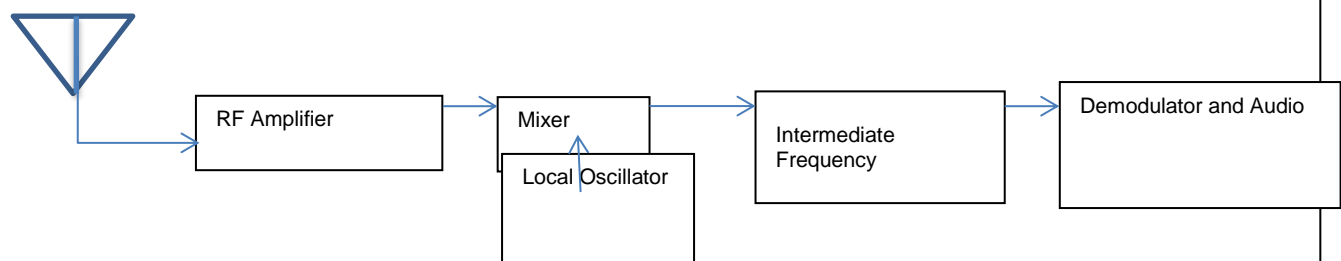 RF Amplifier
Mixer
Local Oscillator
Intermediate
Frequency
Demodulator and Audio